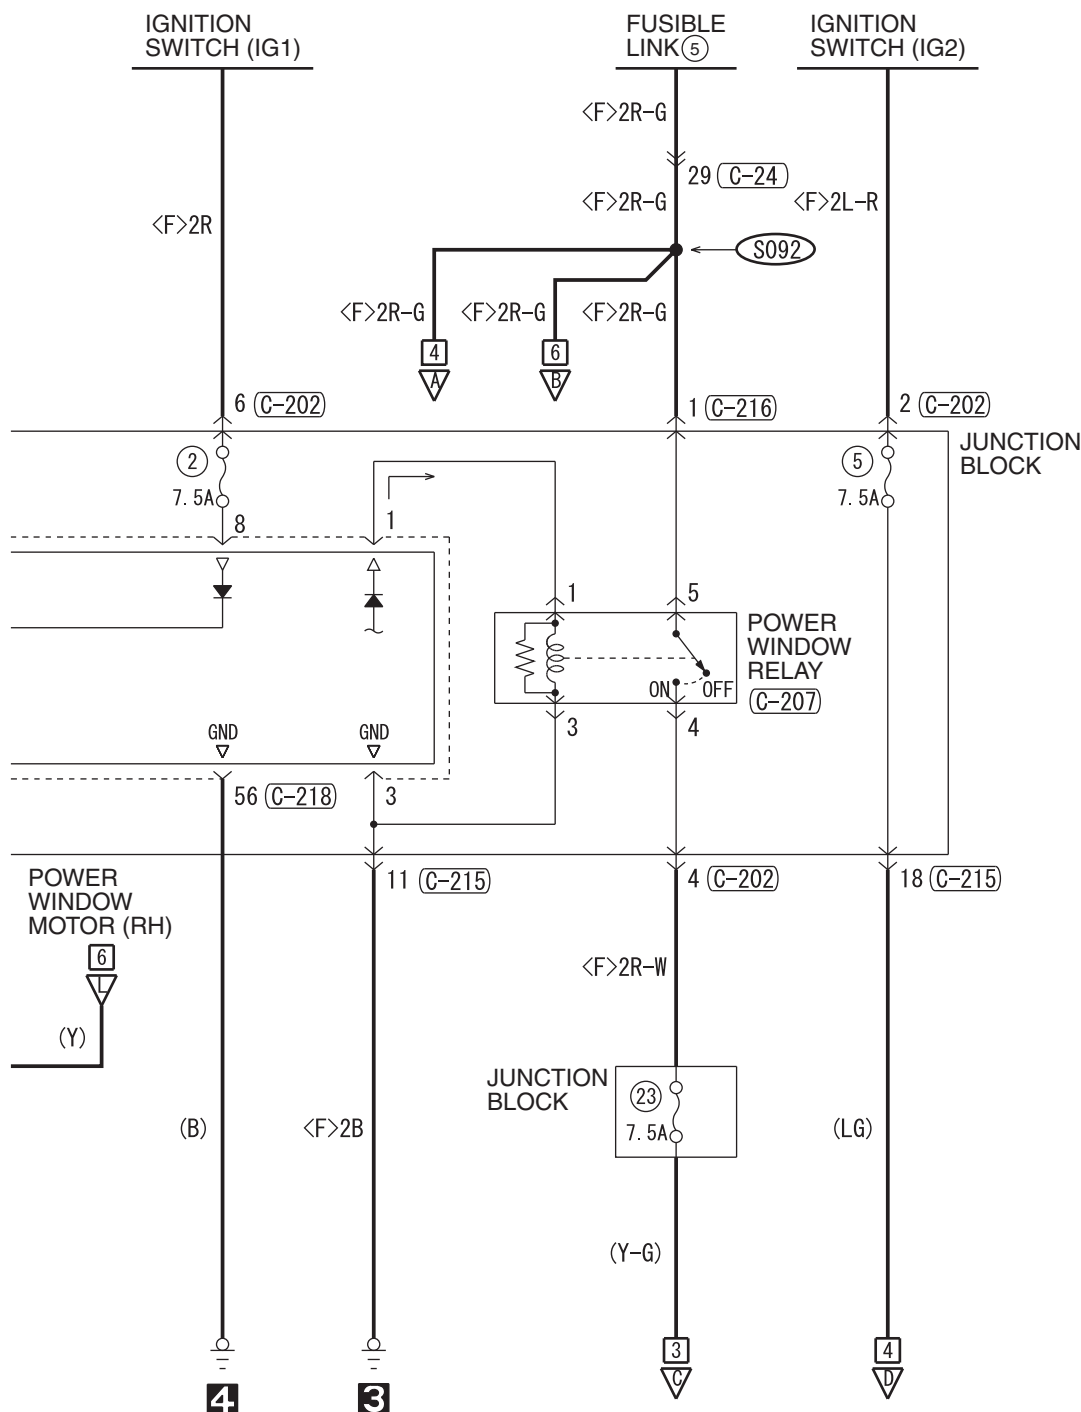 IGNITION
SWITCH (IG1)
FUSIBLE
LINK ⑤
IGNITION
SWITCH (IG2)
<F>2R-G
29 C-24
<F>2R-G
<F>2L-R
<F>2R
S092
<F>2R-G
<F>2R-G
<F>2R-G
4
A
6
B
6 C-202
1 C-216
2 C-202
JUNCTION
BLOCK
②
7.5A
⑤
7.5A
8
1
1
5
POWER
WINDOW
RELAY
C-207
ON
OFF
3
4
GND
GND
56 C-218
3
11 C-215
4 C-202
18 C-215
POWER
WINDOW
MOTOR (RH)
6
L
(Y)
<F>2R-W
JUNCTION
BLOCK
㉓
7.5A
(B)
<F>2B
(LG)
(Y-G)
3
C
4
D
4
3